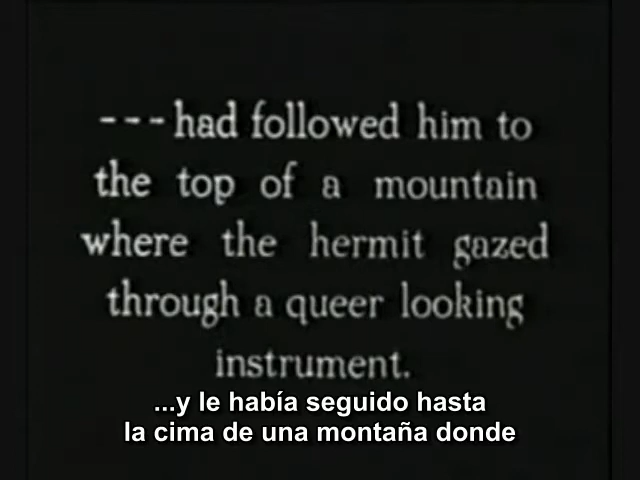 ---had followed him to
the top of a mountain
where the hermit gazed
through a queer looking
instrument.
...y le había seguido hasta
la cima de una montaña donde